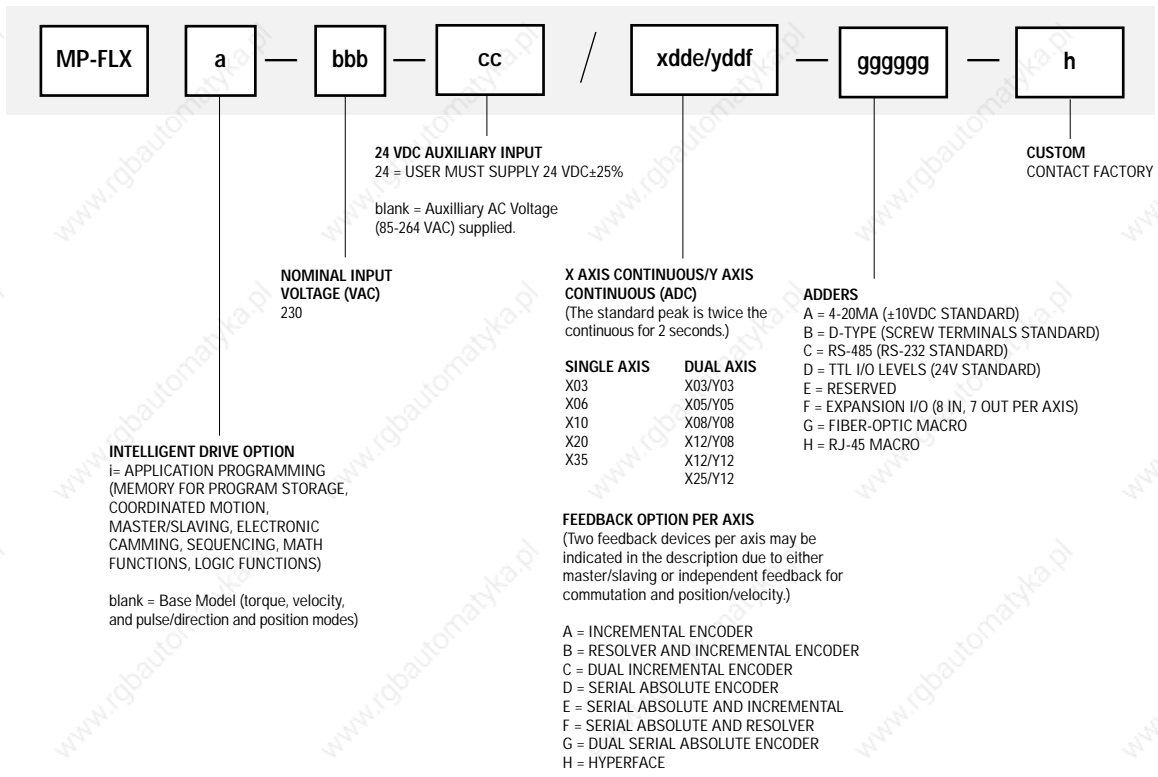 MP-FLX a — bbb — cc / xdde/yddf — gggggg — h
24 VDC AUXILIARY INPUT
24 = USER MUST SUPPLY 24 VDC±25%
blank = Auxilliary AC Voltage
(85-264 VAC) supplied.
CUSTOM
CONTACT FACTORY
NOMINAL INPUT
VOLTAGE (VAC)
230
X AXIS CONTINUOUS/Y AXIS
CONTINUOUS (ADC)
(The standard peak is twice the
continuous for 2 seconds.)
SINGLE AXIS
X03
X06
X10
X20
X35
DUAL AXIS
X03/Y03
X05/Y05
X08/Y08
X12/Y08
X12/Y12
X25/Y12
ADDERS
A = 4-20MA (±10VDC STANDARD)
B = D-TYPE (SCREW TERMINALS STANDARD)
C = RS-485 (RS-232 STANDARD)
D = TTL I/O LEVELS (24V STANDARD)
E = RESERVED
F = EXPANSION I/O (8 IN, 7 OUT PER AXIS)
G = FIBER-OPTIC MACRO
H = RJ-45 MACRO
INTELLIGENT DRIVE OPTION
i= APPLICATION PROGRAMMING
(MEMORY FOR PROGRAM STORAGE,
COORDINATED MOTION,
MASTER/SLAVING, ELECTRONIC
CAMMING, SEQUENCING, MATH
FUNCTIONS, LOGIC FUNCTIONS)
blank = Base Model (torque, velocity,
and pulse/direction and position modes)
FEEDBACK OPTION PER AXIS
(Two feedback devices per axis may be
indicated in the description due to either
master/slaving or independent feedback for
commutation and position/velocity.)
A = INCREMENTAL ENCODER
B = RESOLVER AND INCREMENTAL ENCODER
C = DUAL INCREMENTAL ENCODER
D = SERIAL ABSOLUTE ENCODER
E = SERIAL ABSOLUTE AND INCREMENTAL
F = SERIAL ABSOLUTE AND RESOLVER
G = DUAL SERIAL ABSOLUTE ENCODER
H = HYPERFACE
www.rgbautomatyka.pl